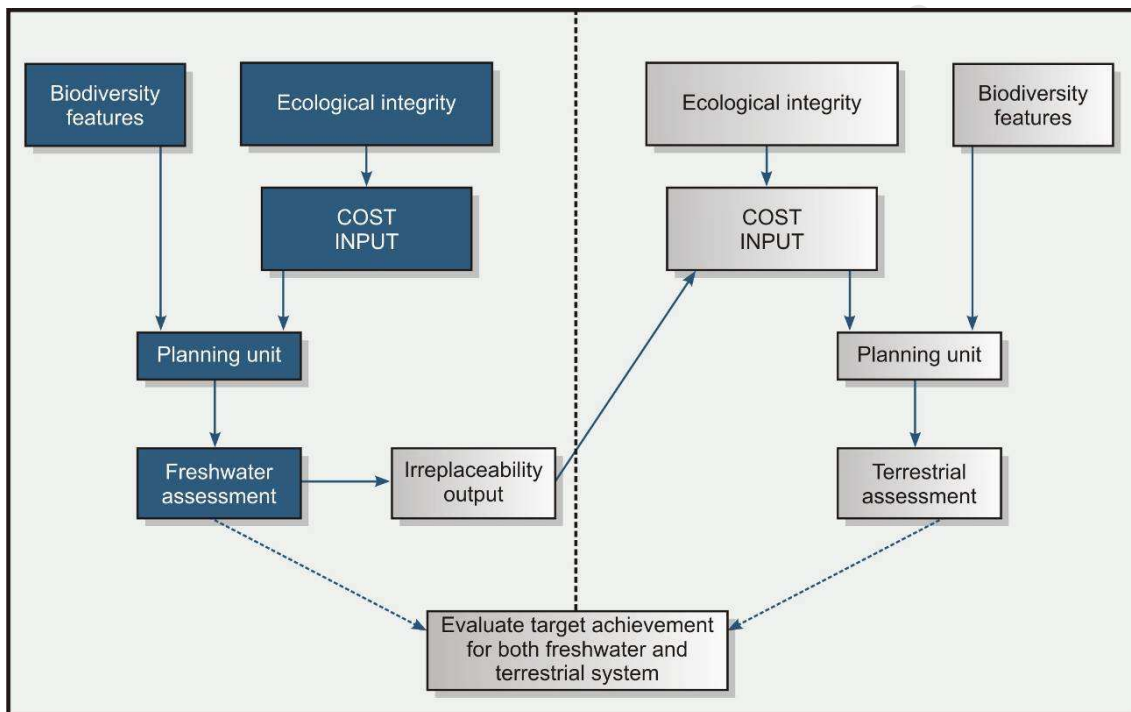 Biodiversity
features
Ecological integrity
COST
INPUT
Planning unit
Freshwater
assessment
Irreplaceability
output
Ecological integrity
Biodiversity
features
COST
INPUT
Planning unit
Terrestrial
assessment
Evaluate target achievement
for both freshwater and
terrestrial system